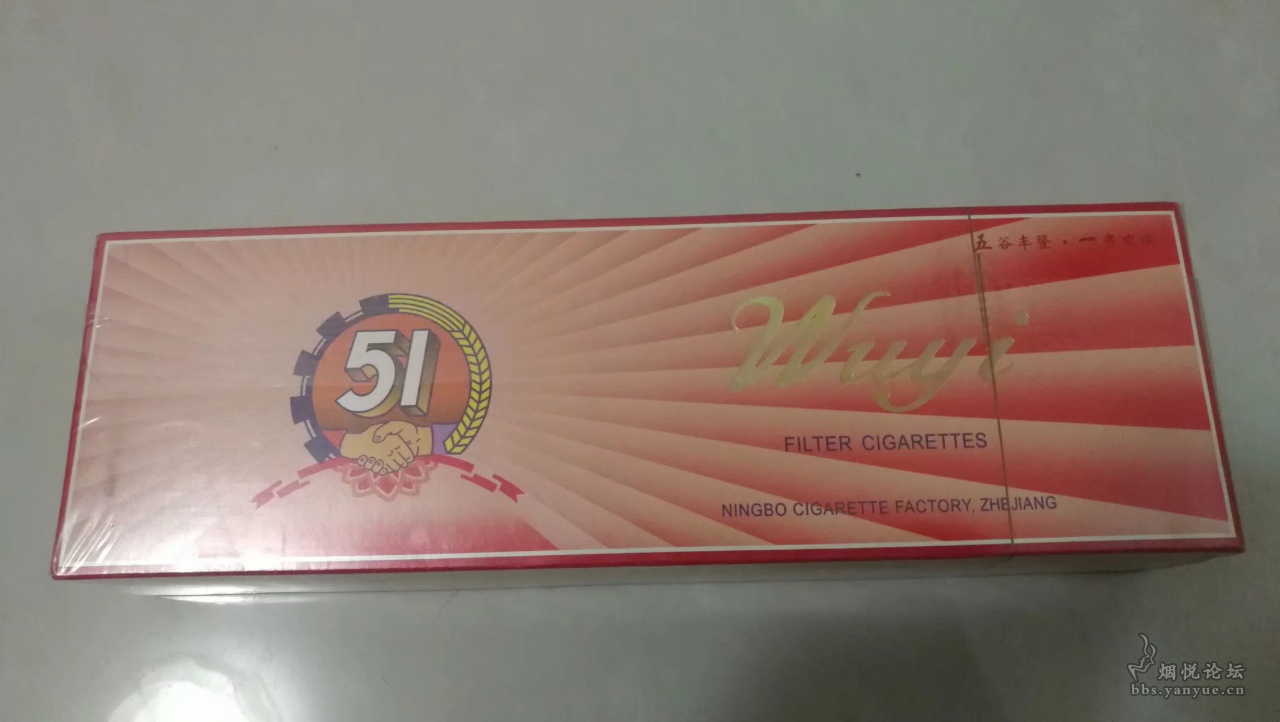 五谷丰登·一
51
Wuyi
FILTER CIGARETTES
NINGBO CIGARETTE FACTORY, ZHEJIANG
烟悦论坛
bbs.yanyue.cn